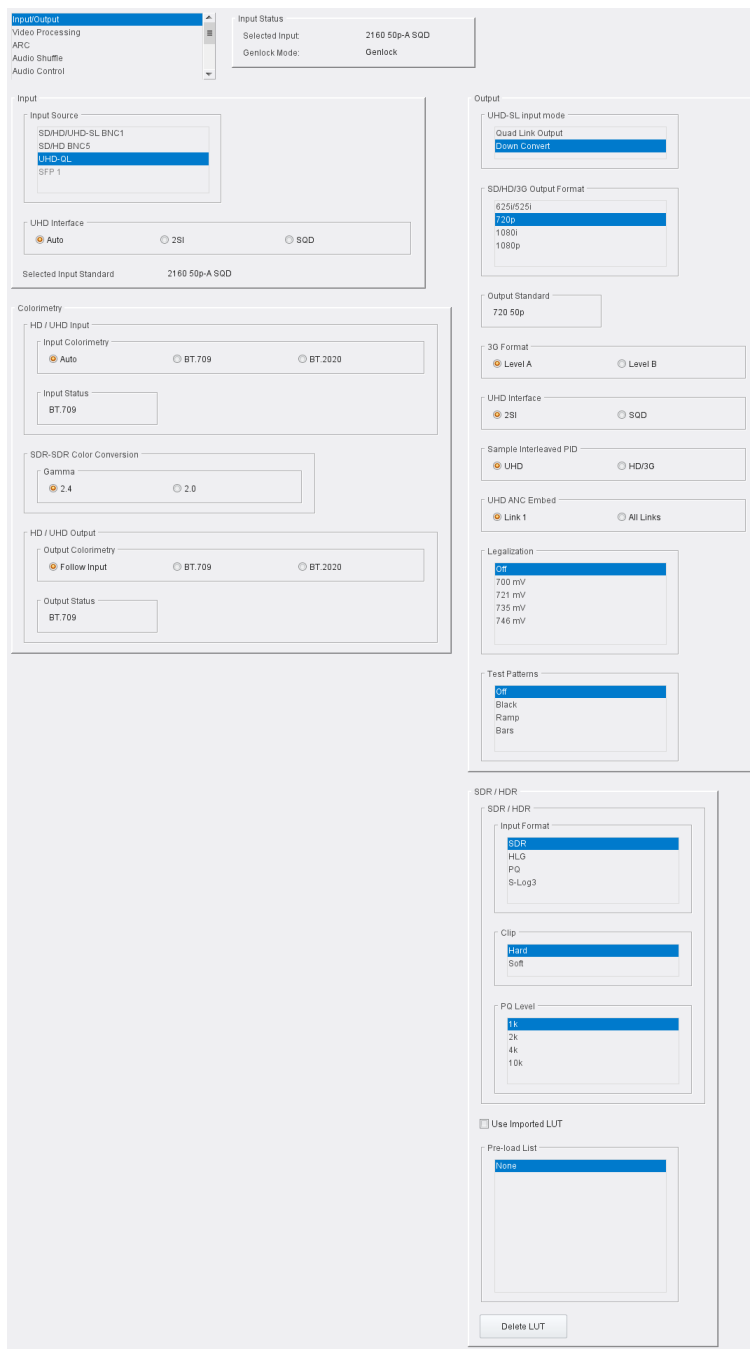 Input/Output
Video Processing
ARC
Audio Shuffle
Audio Control
Input Status
Selected Input: 2160 50p-A SQD
Genlock Mode: Genlock
Input
Input Source
SD/HD/UHD-SL BNC1
SD/HD BNC5
UHD-QL
SFP 1
UHD Interface
Auto 2SI SQD
Selected Input Standard 2160 50p-A SQD
Colorimetry
HD / UHD Input
Input Colorimetry
Auto BT.709 BT.2020
Input Status
BT.709
SDR-SDR Color Conversion
Gamma
2.4 2.0
HD / UHD Output
Output Colorimetry
Follow Input BT.709 BT.2020
Output Status
BT.709
Output
UHD-SL input mode
Quad Link Output
Down Convert
SD/HD/3G Output Format
625i/525i
720p
1080i
1080p
Output Standard
720 50p
3G Format
Level A Level B
UHD Interface
2SI SQD
Sample Interleaved PID
UHD HD/3G
UHD ANC Embed
Link 1 All Links
Legalization
Off
700 mV
721 mV
735 mV
746 mV
Test Patterns
Off
Black
Ramp
Bars
SDR / HDR
SDR / HDR
Input Format
SDR
HLG
PQ
S-Log3
Clip
Hard
Soft
PQ Level
1k
2k
4k
10k
Use Imported LUT
Pre-load List
None
Delete LUT